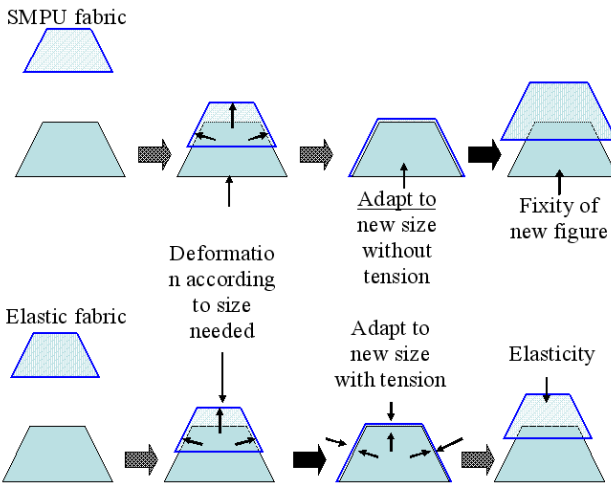 SMPU fabric
Adapt to
new size
without
tension
Fixity of
new figure
Deformatio
n according
to size
needed
Elastic fabric
Adapt to
new size
with tension
Elasticity